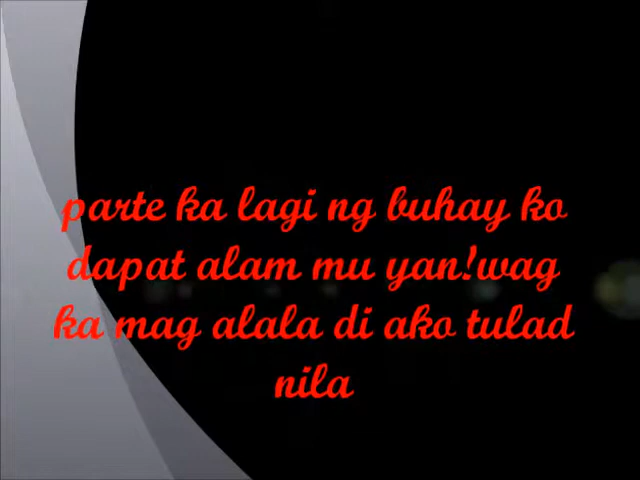 parte ka lagi ng buhay ko
dapat alam mu yan!wag
ka mag alala di ako tulad
nila